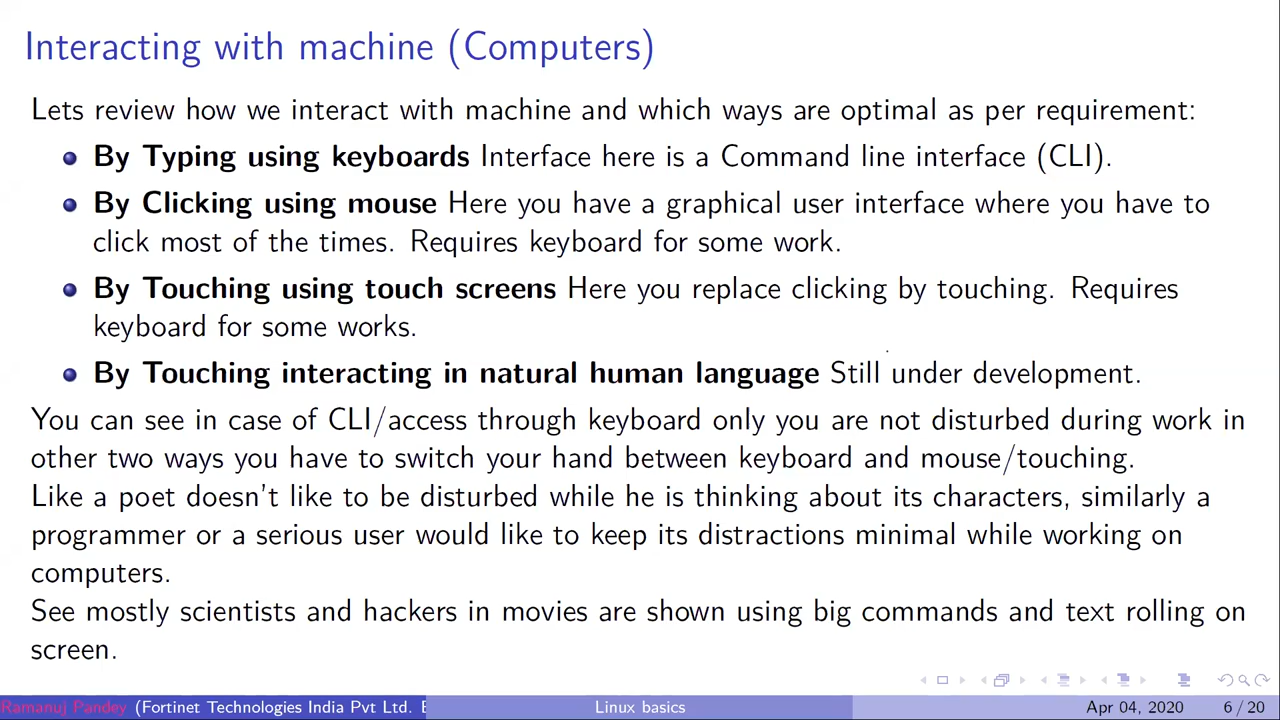 Interacting with machine (Computers)
Lets review how we interact with machine and which ways are optimal as per requirement:
By Typing using keyboards Interface here is a Command line interface (CLI).
By Clicking using mouse Here you have a graphical user interface where you have to
click most of the times. Requires keyboard for some work.
By Touching using touch screens Here you replace clicking by touching. Requires
keyboard for some works.
By Touching interacting in natural human language Still under development.
You can see in case of CLI/access through keyboard only you are not disturbed during work in
other two ways you have to switch your hand between keyboard and mouse/touching.
Like a poet doesn't like to be disturbed while he is thinking about its characters, similarly a
programmer or a serious user would like to keep its distractions minimal while working on
computers.
See mostly scientists and hackers in movies are shown using big commands and text rolling on
screen.
Ramanuj Pandey (Fortinet Technologies India Pvt Ltd. Linux basics Apr 04, 2020 6 / 20